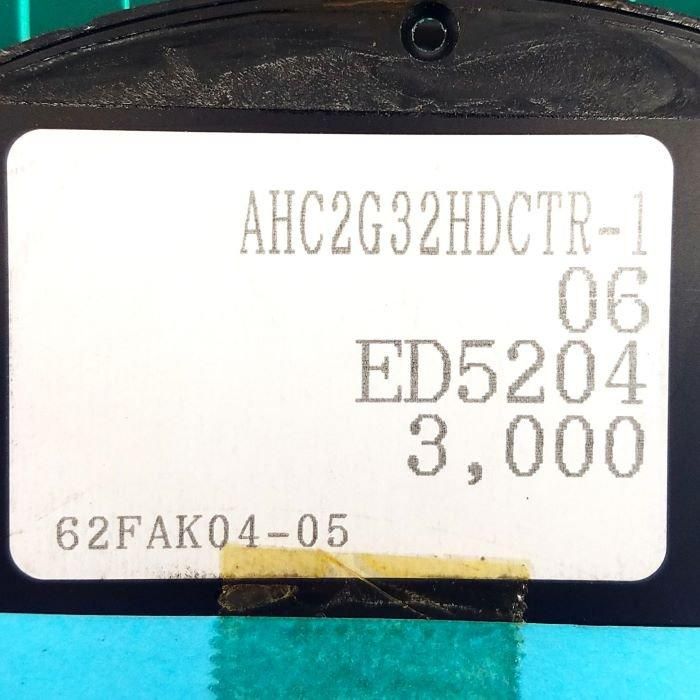 AHC2G32HDCTR-1
06
ED5204
3,000
62FAK04-05